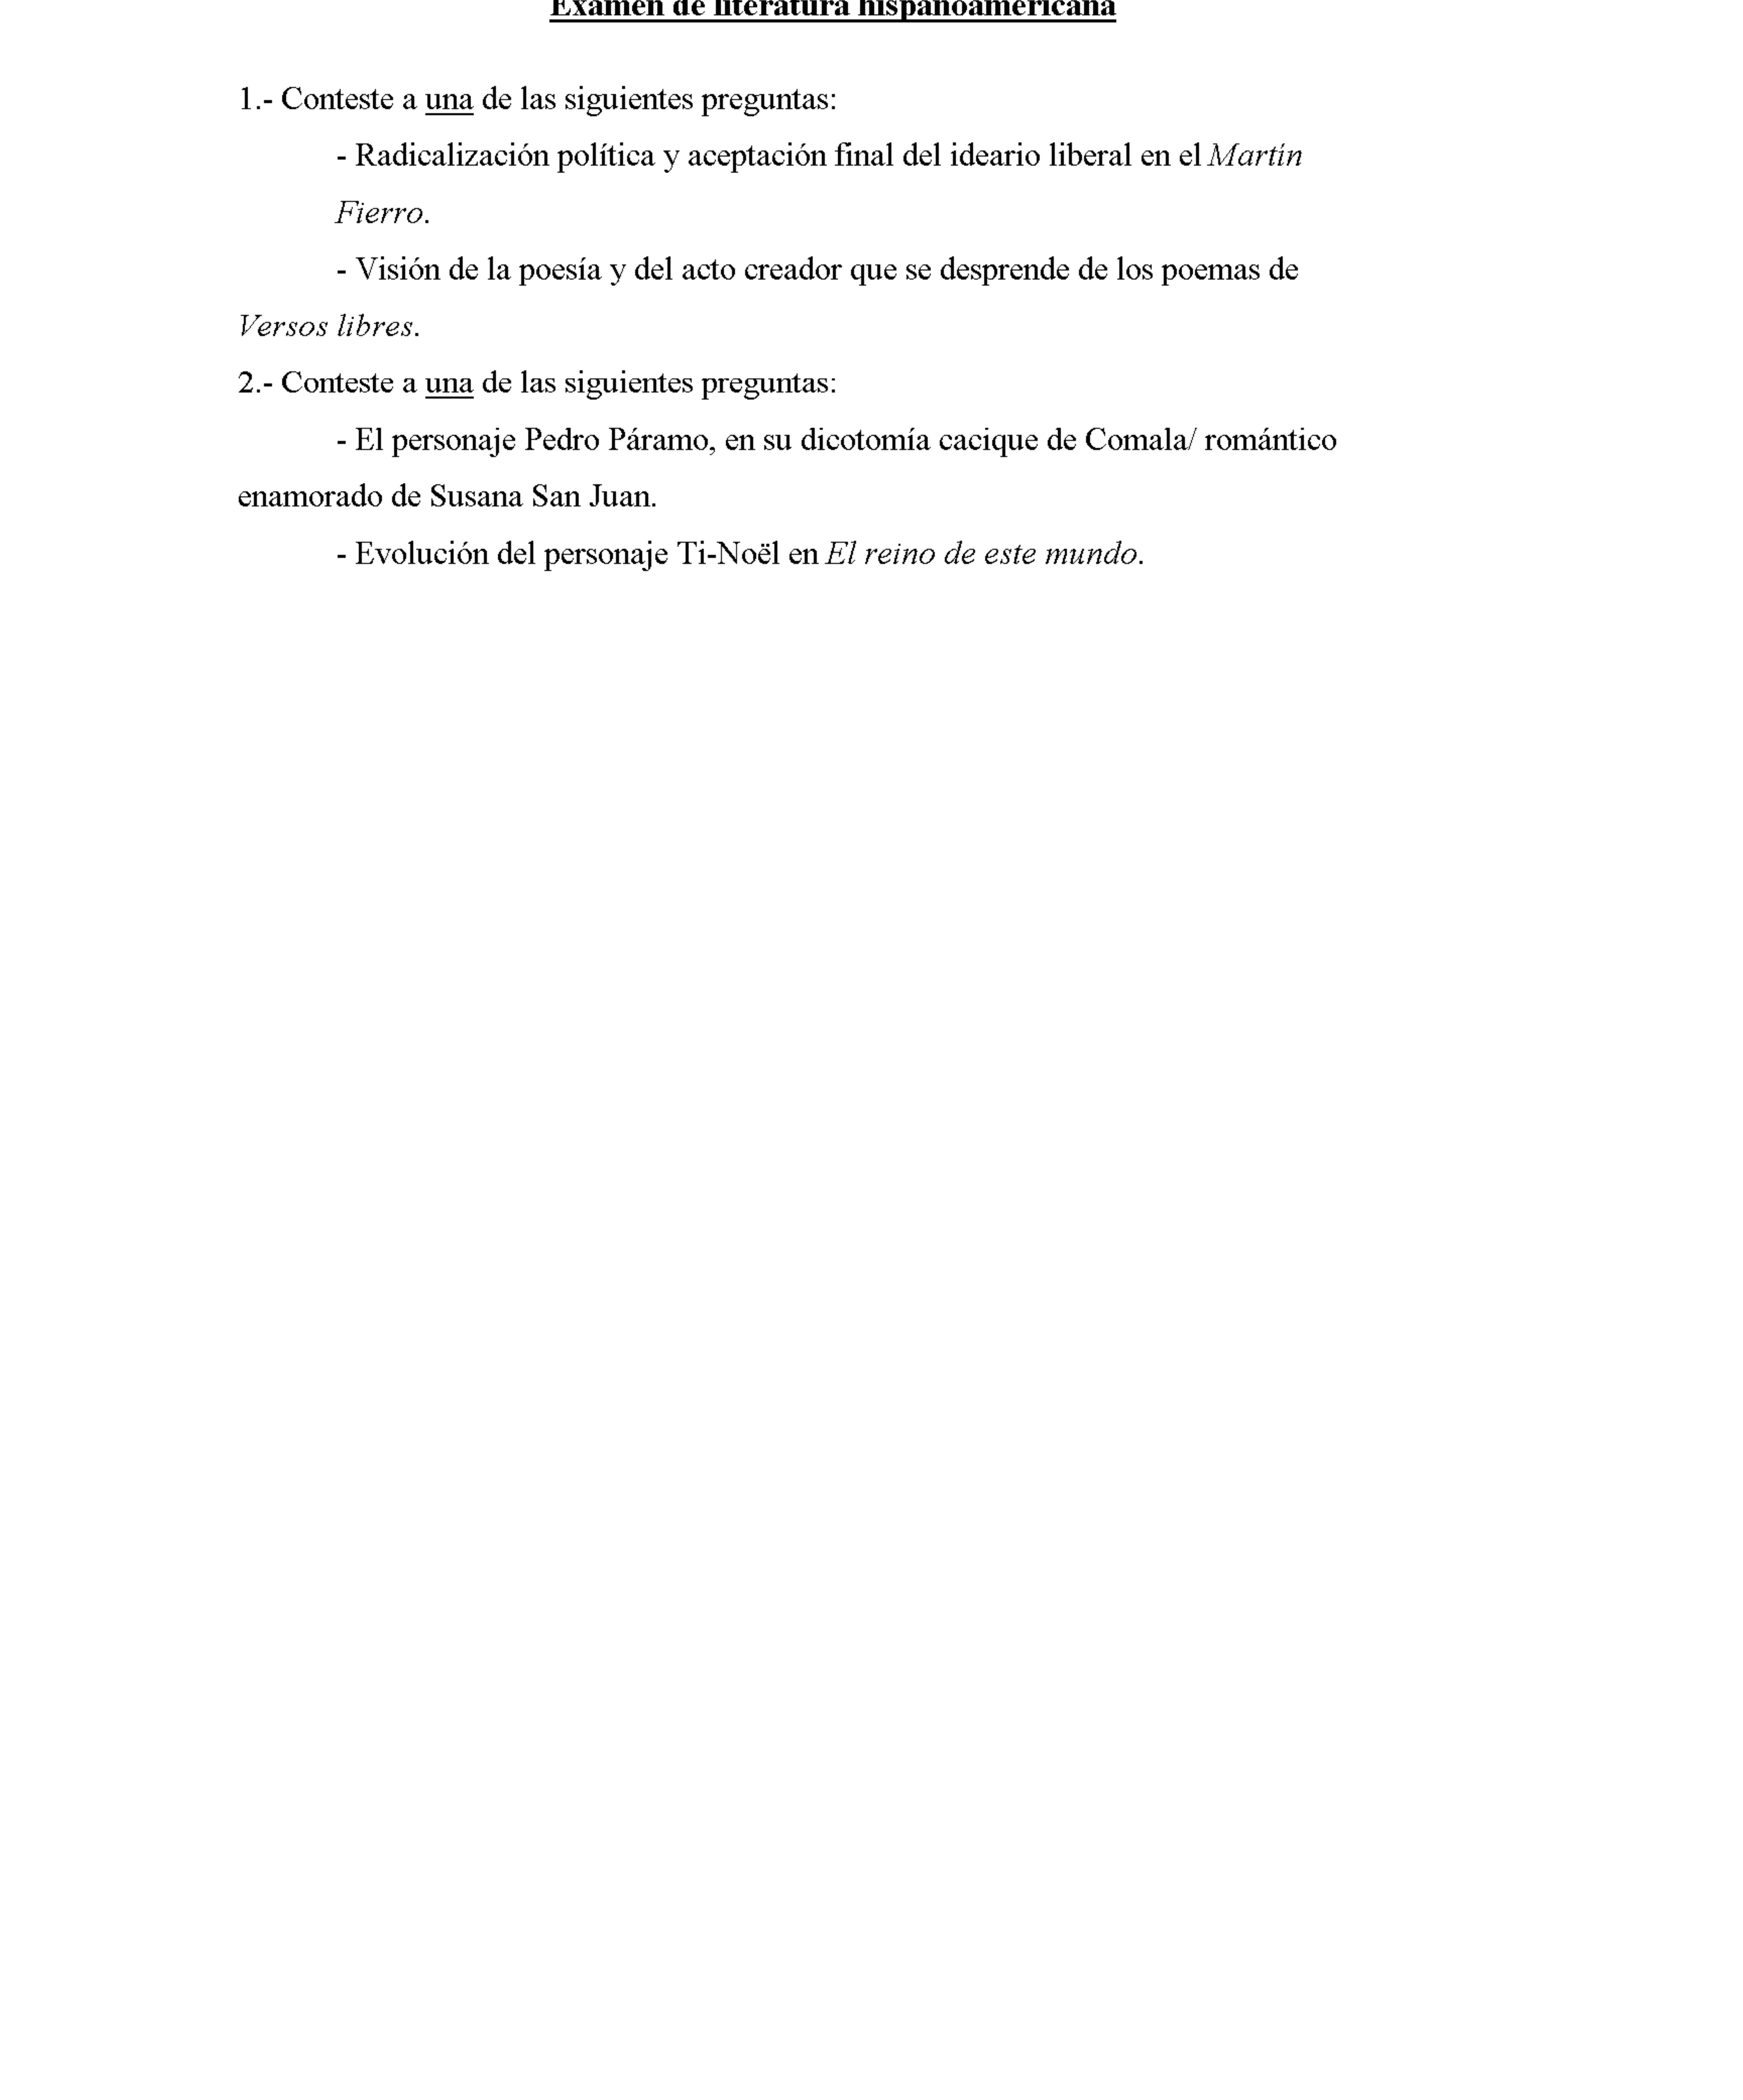 Examen de literatura hispanoamericana
1.- Conteste a una de las siguientes preguntas:
- Radicalización política y aceptación final del ideario liberal en el Martín
Fierro.
- Visión de la poesía y del acto creador que se desprende de los poemas de
Versos libres.
2.- Conteste a una de las siguientes preguntas:
- El personaje Pedro Páramo, en su dicotomía cacique de Comala/ romántico
enamorado de Susana San Juan.
- Evolución del personaje Ti-Noël en El reino de este mundo.